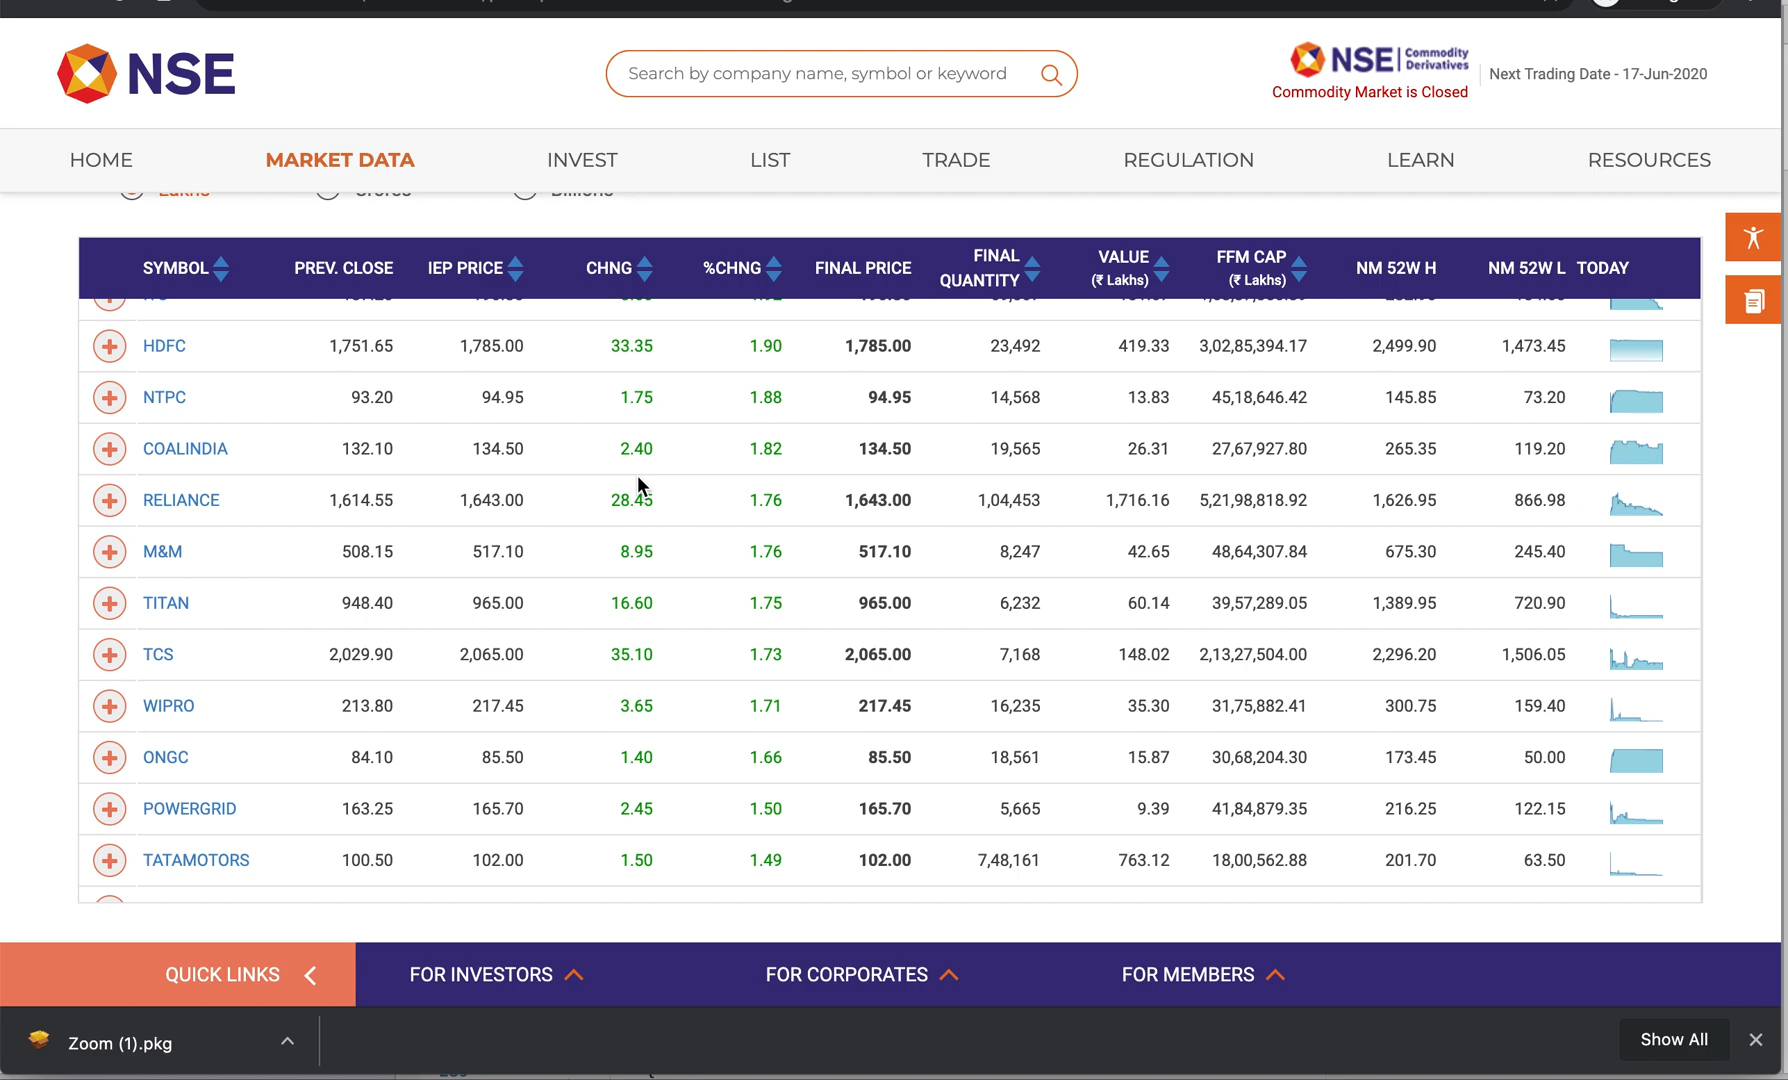 NSE
Search by company name, symbol or keyword
NSE | Commodity Derivatives
Commodity Market is Closed
Next Trading Date - 17-Jun-2020
HOME MARKET DATA INVEST LIST TRADE REGULATION LEARN RESOURCES
Lakhs Crores Billions
SYMBOL PREV. CLOSE IEP PRICE CHNG %CHNG FINAL PRICE FINAL QUANTITY VALUE (₹ Lakhs) FFM CAP (₹ Lakhs) NM 52W H NM 52W L TODAY
HDFC 1,751.65 1,785.00 33.35 1.90 1,785.00 23,492 419.33 3,02,85,394.17 2,499.90 1,473.45
NTPC 93.20 94.95 1.75 1.88 94.95 14,568 13.83 45,18,646.42 145.85 73.20
COALINDIA 132.10 134.50 2.40 1.82 134.50 19,565 26.31 27,67,927.80 265.35 119.20
RELIANCE 1,614.55 1,643.00 28.45 1.76 1,643.00 1,04,453 1,716.16 5,21,98,818.92 1,626.95 866.98
M&M 508.15 517.10 8.95 1.76 517.10 8,247 42.65 48,64,307.84 675.30 245.40
TITAN 948.40 965.00 16.60 1.75 965.00 6,232 60.14 39,57,289.05 1,389.95 720.90
TCS 2,029.90 2,065.00 35.10 1.73 2,065.00 7,168 148.02 2,13,27,504.00 2,296.20 1,506.05
WIPRO 213.80 217.45 3.65 1.71 217.45 16,235 35.30 31,75,882.41 300.75 159.40
ONGC 84.10 85.50 1.40 1.66 85.50 18,561 15.87 30,68,204.30 173.45 50.00
POWERGRID 163.25 165.70 2.45 1.50 165.70 5,665 9.39 41,84,879.35 216.25 122.15
TATAMOTORS 100.50 102.00 1.50 1.49 102.00 7,48,161 763.12 18,00,562.88 201.70 63.50
QUICK LINKS FOR INVESTORS FOR CORPORATES FOR MEMBERS
Zoom (1).pkg Show All